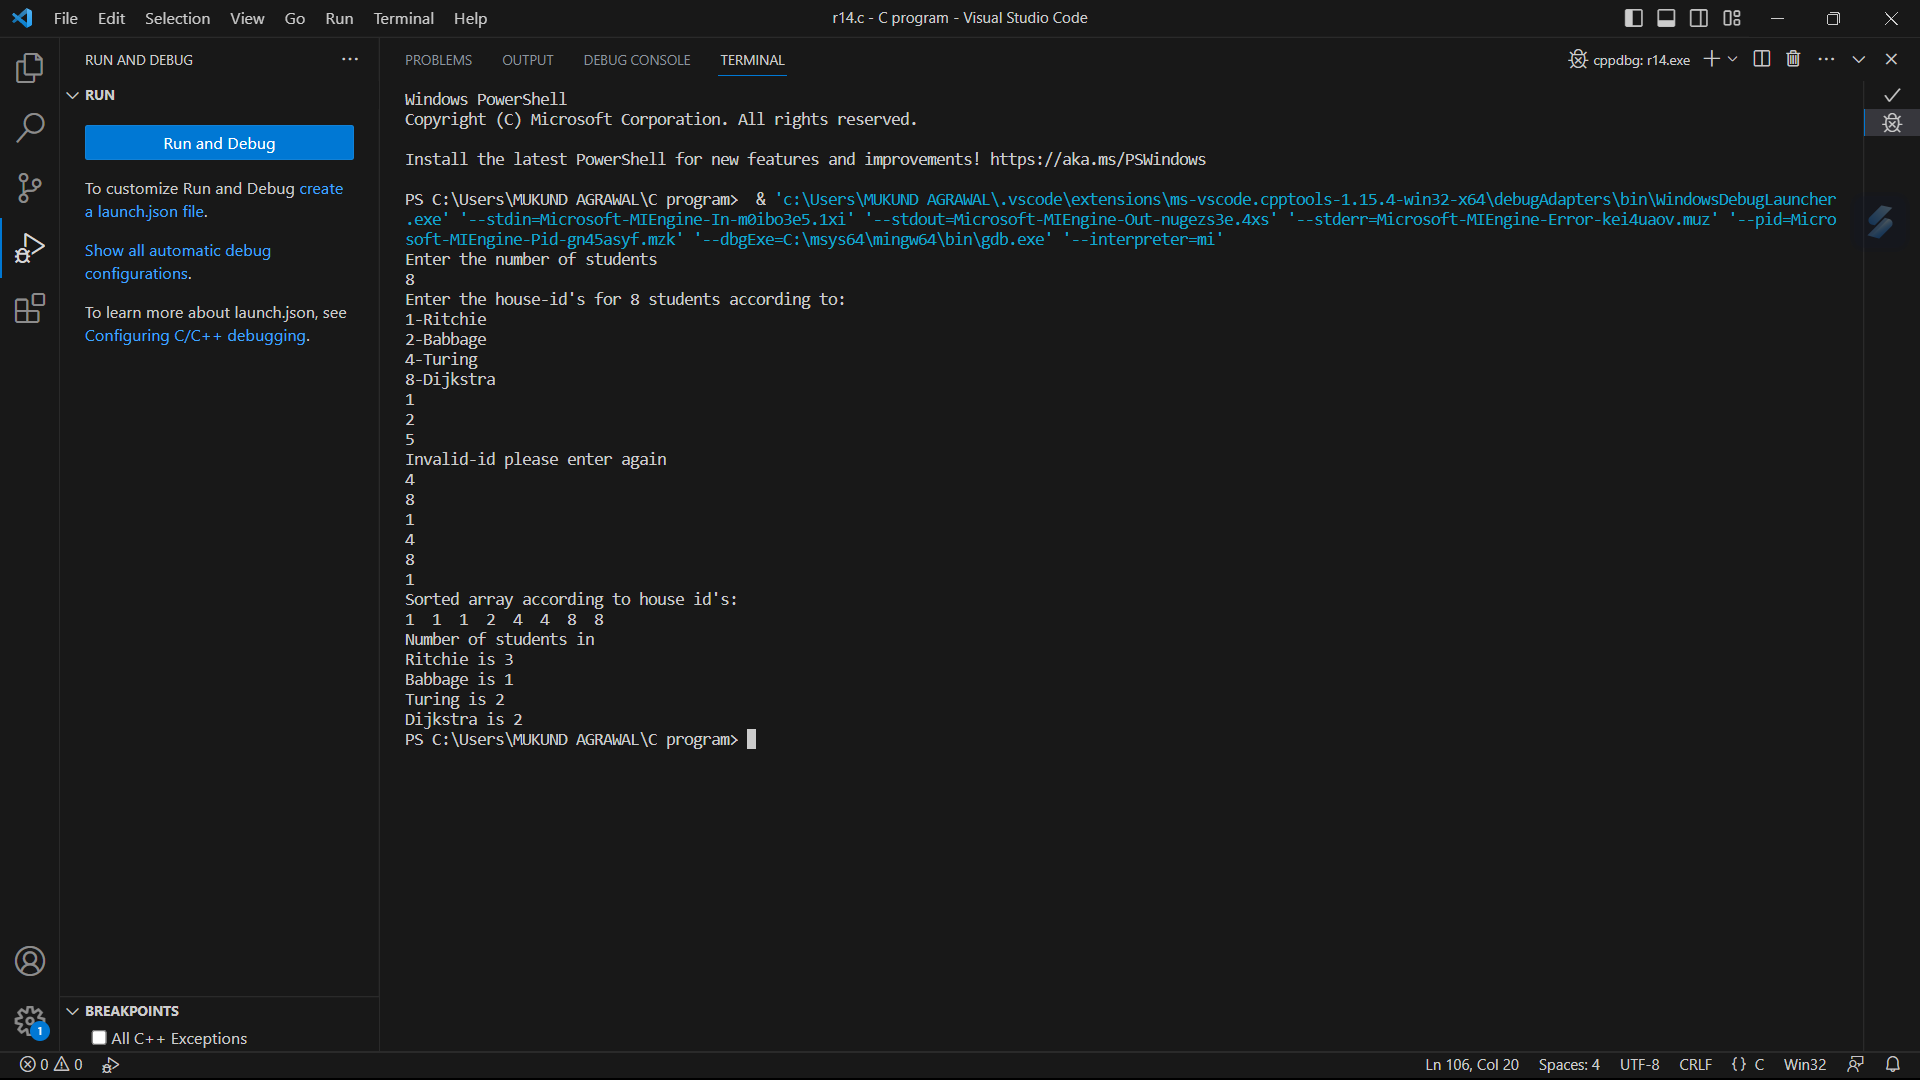 File Edit Selection View Go Run Terminal Help
r14.c - C program - Visual Studio Code
RUN AND DEBUG
RUN
Run and Debug
To customize Run and Debug create
a launch.json file.
Show all automatic debug
configurations.
To learn more about launch.json, see
Configuring C/C++ debugging.
BREAKPOINTS
All C++ Exceptions
PROBLEMS OUTPUT DEBUG CONSOLE TERMINAL
cppdbg: r14.exe
Windows PowerShell
Copyright (C) Microsoft Corporation. All rights reserved.
Install the latest PowerShell for new features and improvements! https://aka.ms/PSWindows
PS C:\Users\MUKUND AGRAWAL\C program>  & 'c:\Users\MUKUND AGRAWAL\.vscode\extensions\ms-vscode.cpptools-1.15.4-win32-x64\debugAdapters\bin\WindowsDebugLauncher
.exe' '--stdin=Microsoft-MIEngine-In-m0ibo3e5.1xi' '--stdout=Microsoft-MIEngine-Out-nugezs3e.4xs' '--stderr=Microsoft-MIEngine-Error-kei4uaov.muz' '--pid=Micro
soft-MIEngine-Pid-gn45asyf.mzk' '--dbgExe=C:\msys64\mingw64\bin\gdb.exe' '--interpreter=mi'
Enter the number of students
8
Enter the house-id's for 8 students according to:
1-Ritchie
2-Babbage
4-Turing
8-Dijkstra
1
2
5
Invalid-id please enter again
4
8
1
4
8
1
Sorted array according to house id's:
1  1  1  2  4  4  8  8
Number of students in
Ritchie is 3
Babbage is 1
Turing is 2
Dijkstra is 2
PS C:\Users\MUKUND AGRAWAL\C program>
1
0 0
Ln 106, Col 20 Spaces: 4 UTF-8 CRLF {} C Win32